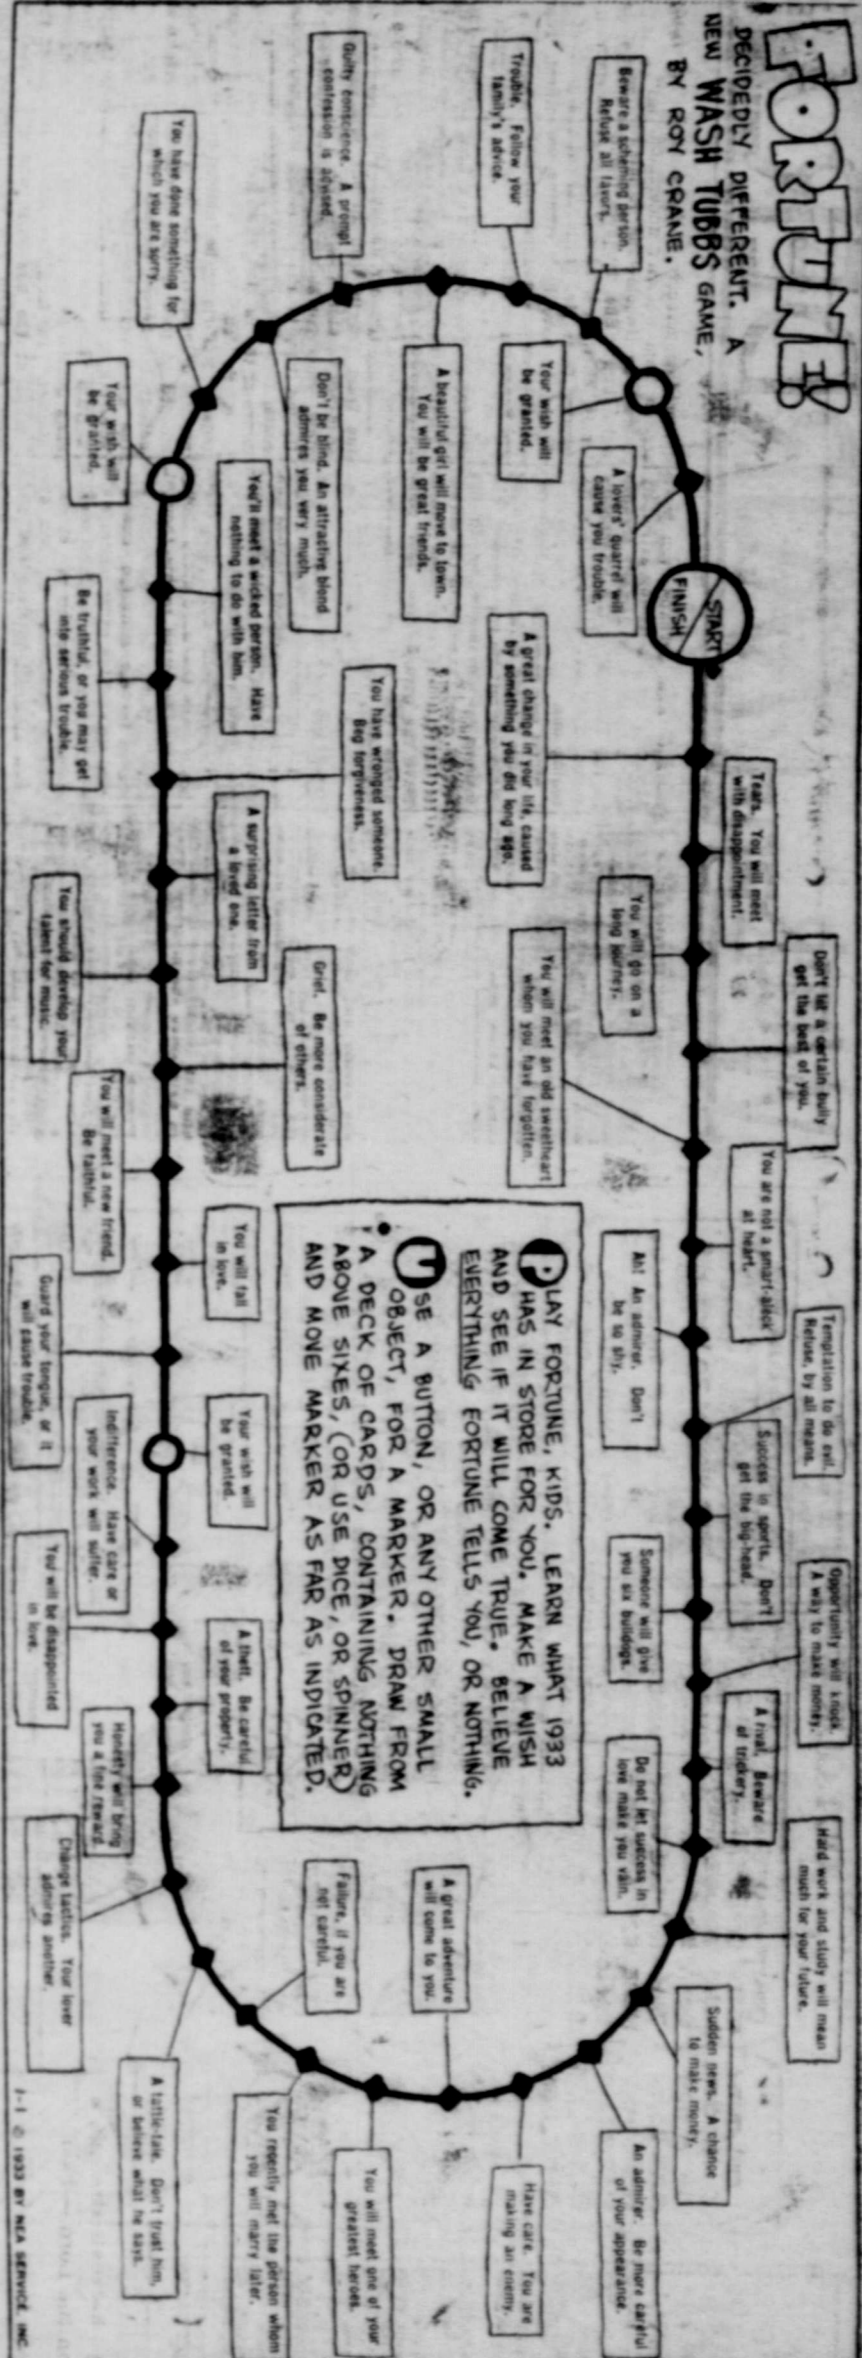 FORTUNE!
DECIDEDLY DIFFERENT. A
NEW WASH TUBBS GAME,
BY ROY CRANE.
START
FINISH
A great change in your life, caused
by something you did long ago.
Tears. You will meet
with disappointment.
You will go on a
long journey.
Don't let a certain bully
get the best of you.
You will meet an old sweetheart
whom you have forgotten.
You are not a smart-aleck
at heart.
Ah! An admirer. Don't
be so shy.
Temptation to do evil.
Refuse, by all means.
Success in sports. Don't
get the big-head.
Someone will give
you six bulldogs.
Opportunity will knock.
A way to make money.
A rival. Beware
of trickery.
Do not let success in
love make you vain.
Hard work and study will mean
much for your future.
Sudden news. A chance
to make money.
An admirer. Be more careful
of your appearance.
Have care. You are
making an enemy.
A great adventure
will come to you.
You will meet one of your
greatest heroes.
You recently met the person whom
you will marry later.
Failure, if you are
not careful.
A tattle-tale. Don't trust him,
or believe what he says.
Change tactics. Your lover
admires another.
Honesty will bring
you a fine reward.
A theft. Be careful
of your property.
You will be disappointed
in love.
Indifference. Have care or
your work will suffer.
Your wish will
be granted.
Guard your tongue, or it
will cause trouble.
You will fall
in love.
You will meet a new friend.
Be faithful.
Grief. Be more considerate
of others.
You should develop your
talent for music.
A surprising letter from
a loved one.
You have wronged someone.
Beg forgiveness.
Be truthful, or you may get
into serious trouble.
You'll meet a wicked person. Have
nothing to do with him.
Your wish will
be granted.
You have done something for
which you are sorry.
Don't be blind. An attractive blond
admires you very much.
Guilty conscience. A prompt
confession is advised.
A beautiful girl will move to town.
You will be great friends.
Trouble. Follow your
family's advice.
Beware a scheming person.
Refuse all favors.
Your wish will
be granted.
A lovers' quarrel will
cause you trouble.
PLAY FORTUNE, KIDS. LEARN WHAT 1933
HAS IN STORE FOR YOU. MAKE A WISH
AND SEE IF IT WILL COME TRUE. BELIEVE
EVERYTHING FORTUNE TELLS YOU, OR NOTHING.
USE A BUTTON, OR ANY OTHER SMALL
OBJECT, FOR A MARKER. DRAW FROM
A DECK OF CARDS, CONTAINING NOTHING
ABOVE SIXES, (OR USE DICE, OR SPINNER)
AND MOVE MARKER AS FAR AS INDICATED.
1-1 © 1933 BY NEA SERVICE, INC.